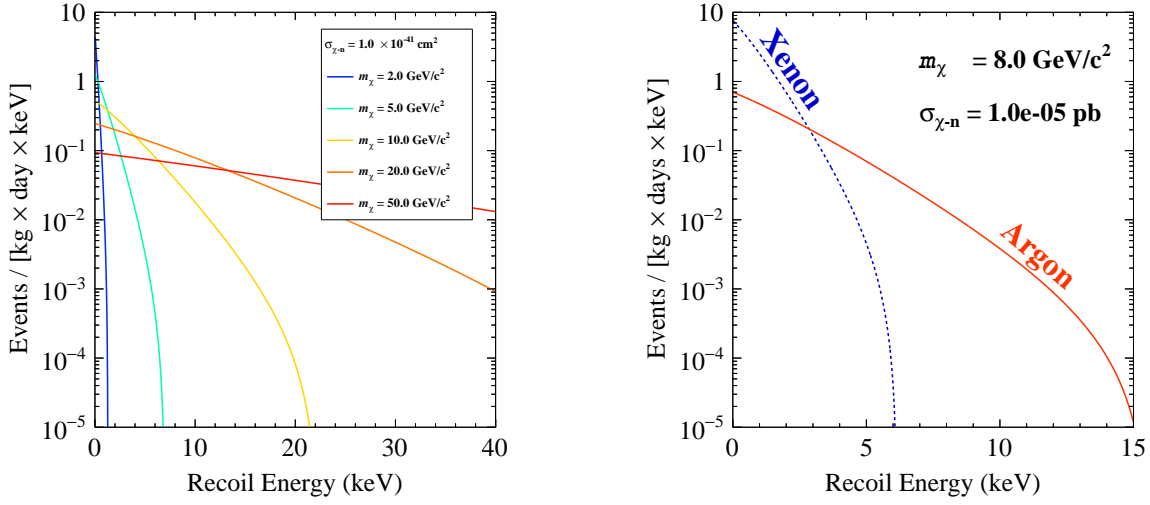 Events / [kg × day × keV]
1
10⁻¹
10⁻²
10⁻³
10⁻⁴
10⁻⁵
0 10 20 30 40
Recoil Energy (keV)
σχ-n = 1.0 ×10⁻⁴¹ cm²
mχ = 2.0 GeV/c²
mχ = 5.0 GeV/c²
mχ = 10.0 GeV/c²
mχ = 20.0 GeV/c²
mχ = 50.0 GeV/c²
Events / [kg × days × keV]
1
10⁻¹
10⁻²
10⁻³
10⁻⁴
10⁻⁵
0 5 10 15
Recoil Energy (keV)
Xenon
Argon
mχ = 8.0 GeV/c²
σχ-n = 1.0e-05 pb